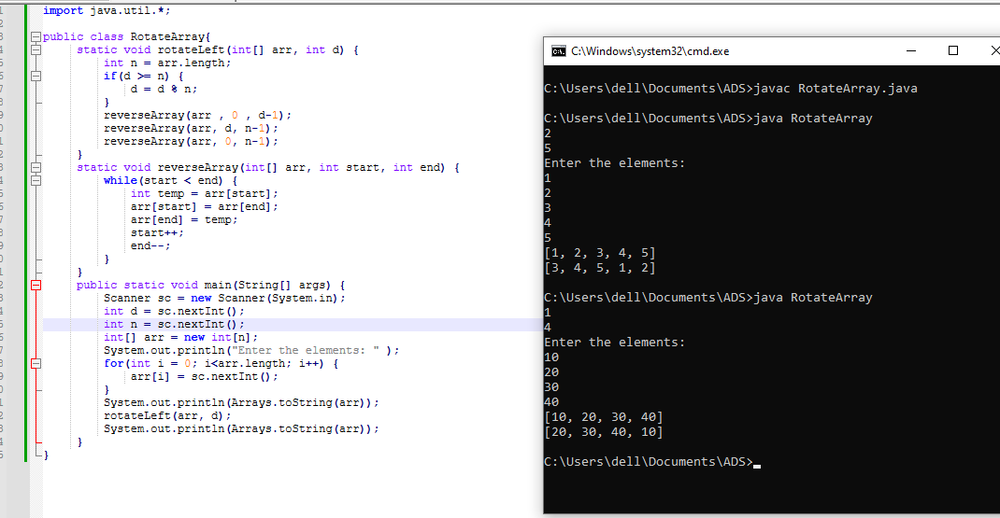 import java.util.*;
public class RotateArray{
static void rotateLeft(int[] arr, int d) {
int n = arr.length;
if(d >= n) {
d = d % n;
}
reverseArray(arr , 0 , d-1);
reverseArray(arr, d, n-1);
reverseArray(arr, 0, n-1);
}
static void reverseArray(int[] arr, int start, int end) {
while(start < end) {
int temp = arr[start];
arr[start] = arr[end];
arr[end] = temp;
start++;
end--;
}
}
public static void main(String[] args) {
Scanner sc = new Scanner(System.in);
int d = sc.nextInt();
int n = sc.nextInt();
int[] arr = new int[n];
System.out.println("Enter the elements: " );
for(int i = 0; i<arr.length; i++) {
arr[i] = sc.nextInt();
}
System.out.println(Arrays.toString(arr));
rotateLeft(arr, d);
System.out.println(Arrays.toString(arr));
}
}
C:\Windows\system32\cmd.exe
C:\Users\dell\Documents\ADS>javac RotateArray.java
C:\Users\dell\Documents\ADS>java RotateArray
2
5
Enter the elements:
1
2
3
4
5
[1, 2, 3, 4, 5]
[3, 4, 5, 1, 2]
C:\Users\dell\Documents\ADS>java RotateArray
1
4
Enter the elements:
10
20
30
40
[10, 20, 30, 40]
[20, 30, 40, 10]
C:\Users\dell\Documents\ADS>